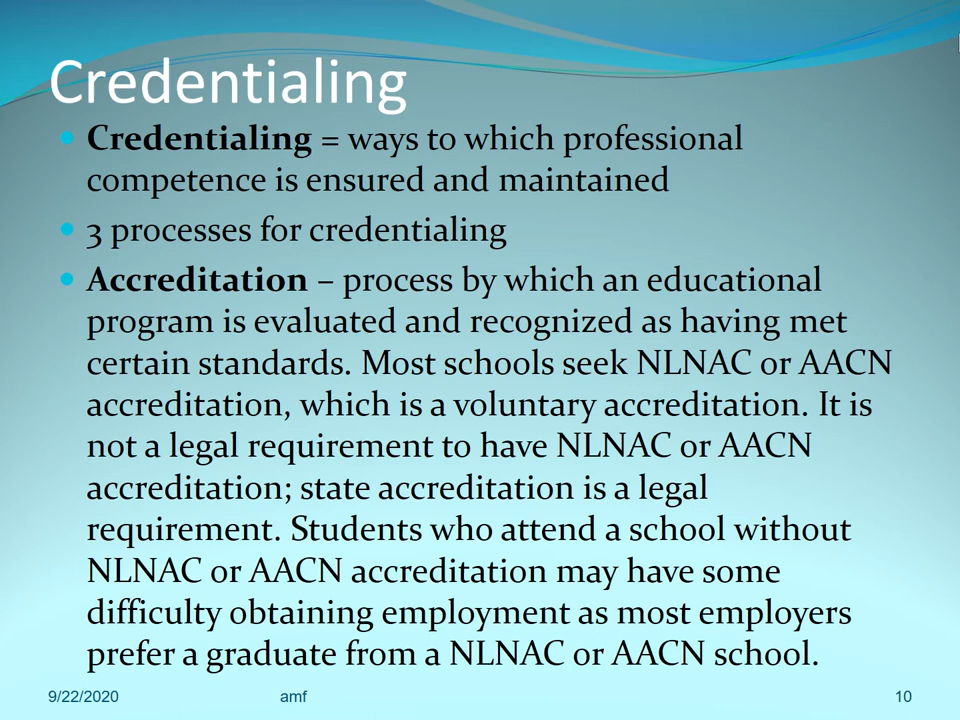 Credentialing
• Credentialing = ways to which professional
competence is ensured and maintained
• 3 processes for credentialing
• Accreditation – process by which an educational
program is evaluated and recognized as having met
certain standards. Most schools seek NLNAC or AACN
accreditation, which is a voluntary accreditation. It is
not a legal requirement to have NLNAC or AACN
accreditation; state accreditation is a legal
requirement. Students who attend a school without
NLNAC or AACN accreditation may have some
difficulty obtaining employment as most employers
prefer a graduate from a NLNAC or AACN school.
9/22/2020 amf 10